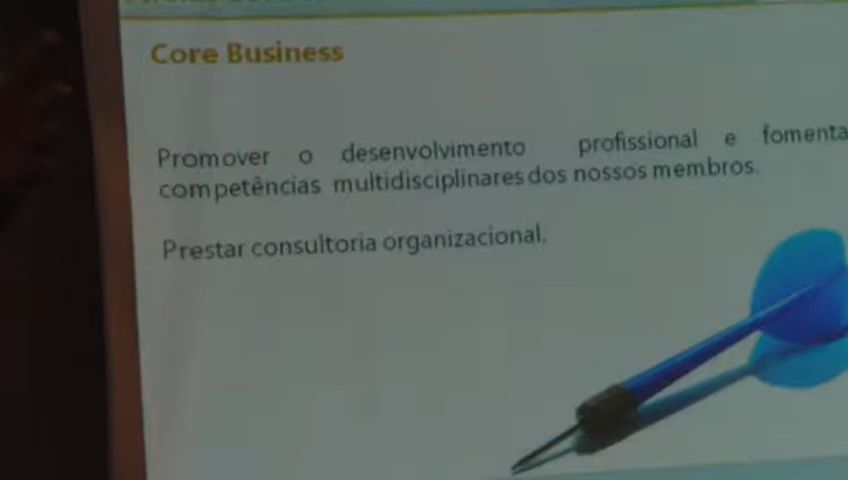 Core Business
Promover o desenvolvimento profissional e fomenta
competências multidisciplinares dos nossos membros.
Prestar consultoria organizacional.